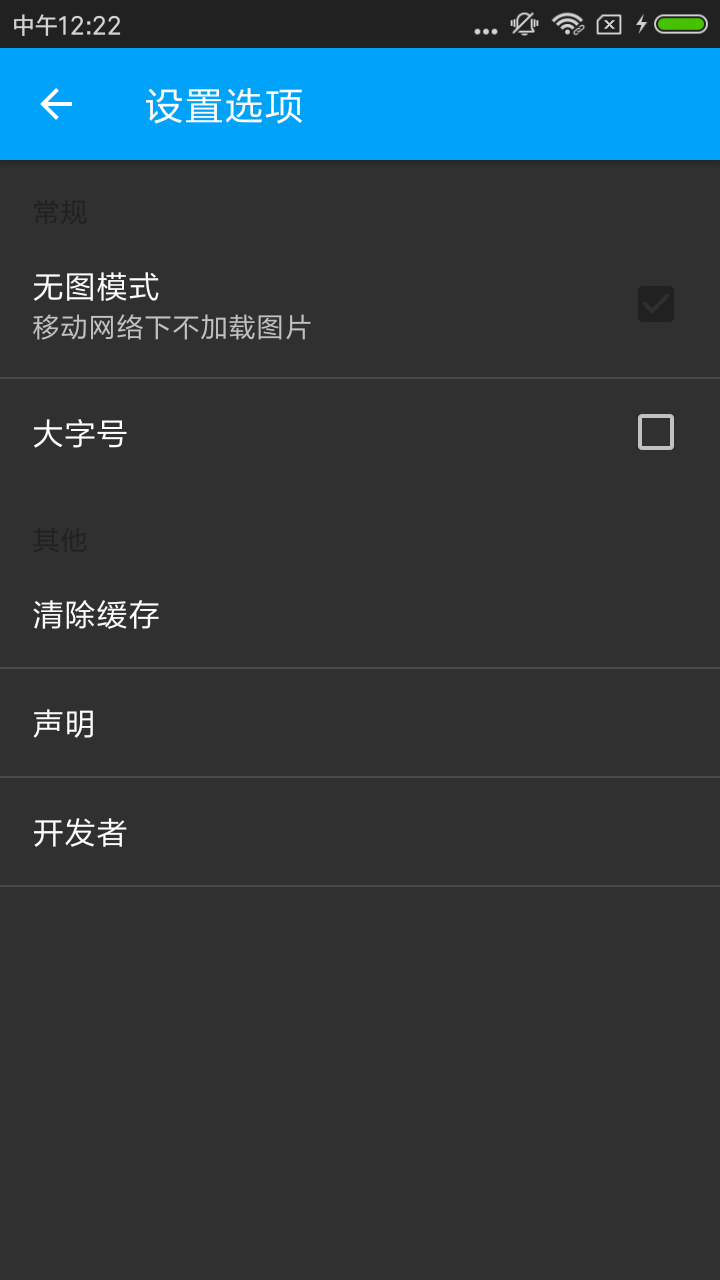 中午12:22
设置选项
常规
无图模式
移动网络下不加载图片
大字号
其他
清除缓存
声明
开发者